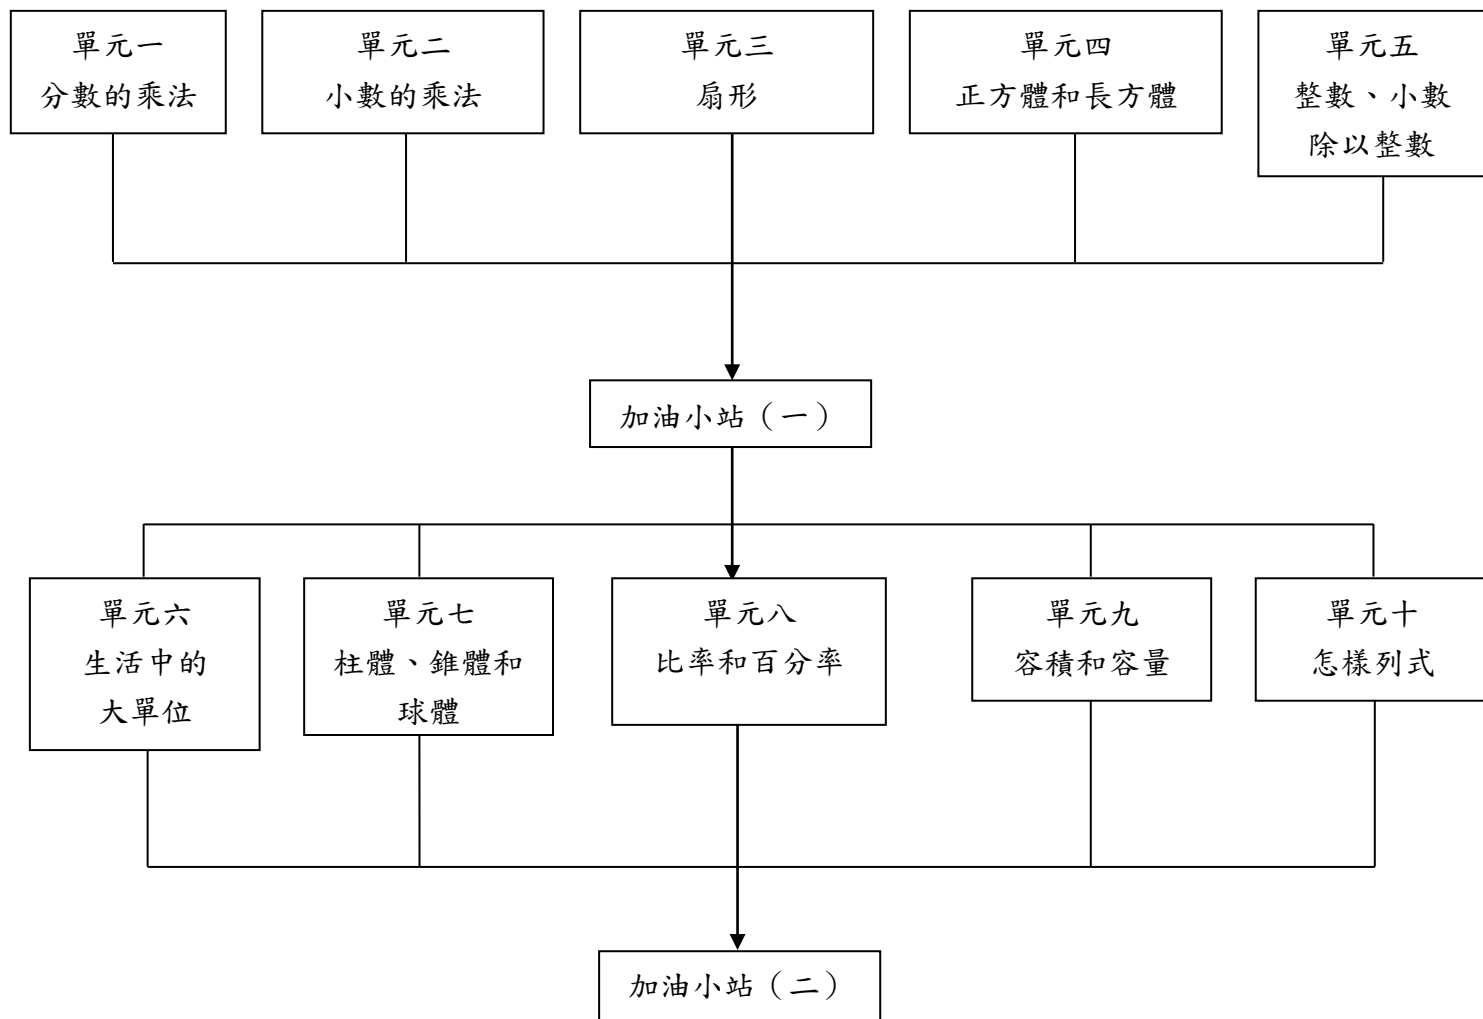 單元一
分數的乘法
單元二
小數的乘法
單元三
扇形
單元四
正方體和長方體
單元五
整數、小數
除以整數
加油小站（一）
單元六
生活中的
大單位
單元七
柱體、錐體和
球體
單元八
比率和百分率
單元九
容積和容量
單元十
怎樣列式
加油小站（二）